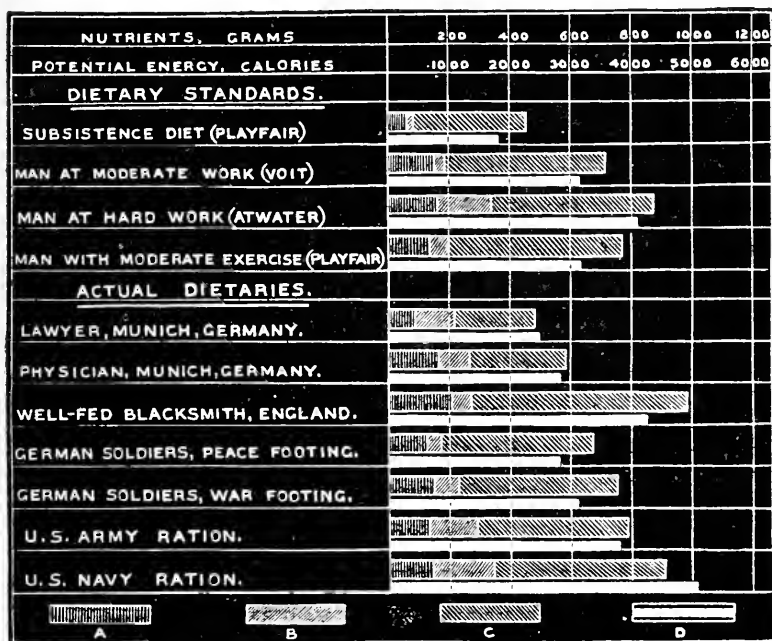 NUTRIENTS, GRAMS 200 400 600 800 1000 1200
POTENTIAL ENERGY, CALORIES 1000 2000 3000 4000 5000 6000
DIETARY STANDARDS.
SUBSISTENCE DIET (PLAYFAIR)
MAN AT MODERATE WORK (VOIT)
MAN AT HARD WORK (ATWATER)
MAN WITH MODERATE EXERCISE (PLAYFAIR)
ACTUAL DIETARIES.
LAWYER, MUNICH, GERMANY.
PHYSICIAN, MUNICH, GERMANY.
WELL-FED BLACKSMITH, ENGLAND.
GERMAN SOLDIERS, PEACE FOOTING.
GERMAN SOLDIERS, WAR FOOTING.
U.S. ARMY RATION.
U.S. NAVY RATION.
A B C D